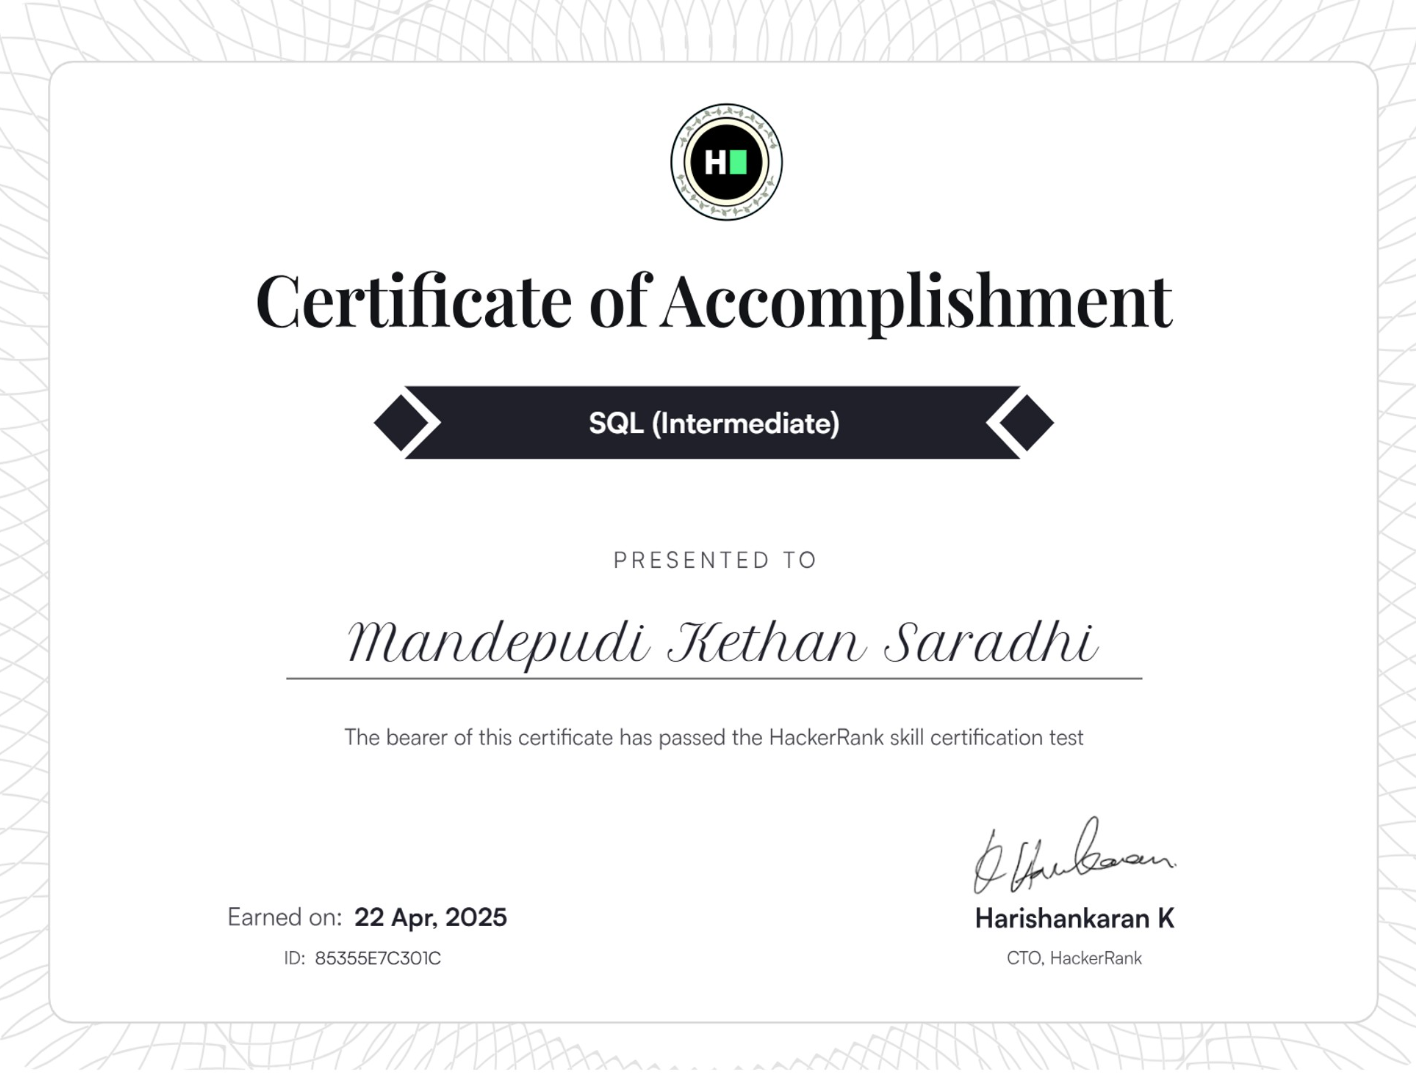 H
Certificate of Accomplishment
SQL (Intermediate)
PRESENTED TO
Mandepudi Kethan Saradhi
The bearer of this certificate has passed the HackerRank skill certification test
Earned on: 22 Apr, 2025
ID: 85355E7C301C
Harishankaran K
CTO, HackerRank